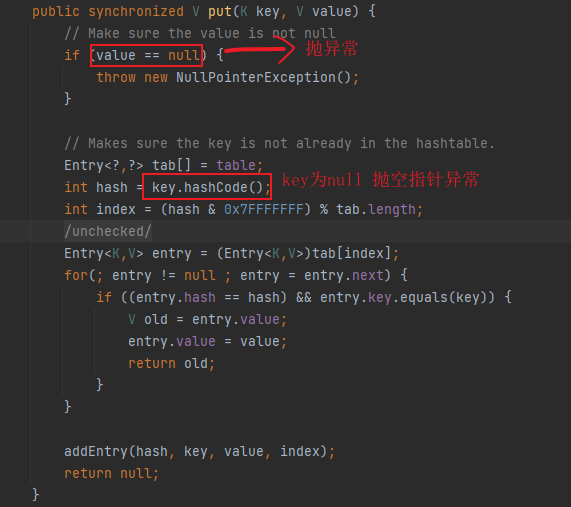 public synchronized V put(K key, V value) {
// Make sure the value is not null
if (value == null) { 抛异常
throw new NullPointerException();
}
// Makes sure the key is not already in the hashtable.
Entry<?,?> tab[] = table;
int hash = key.hashCode(); key为null 抛空指针异常
int index = (hash & 0x7FFFFFFF) % tab.length;
/unchecked/
Entry<K,V> entry = (Entry<K,V>)tab[index];
for(; entry != null ; entry = entry.next) {
if ((entry.hash == hash) && entry.key.equals(key)) {
V old = entry.value;
entry.value = value;
return old;
}
}
addEntry(hash, key, value, index);
return null;
}